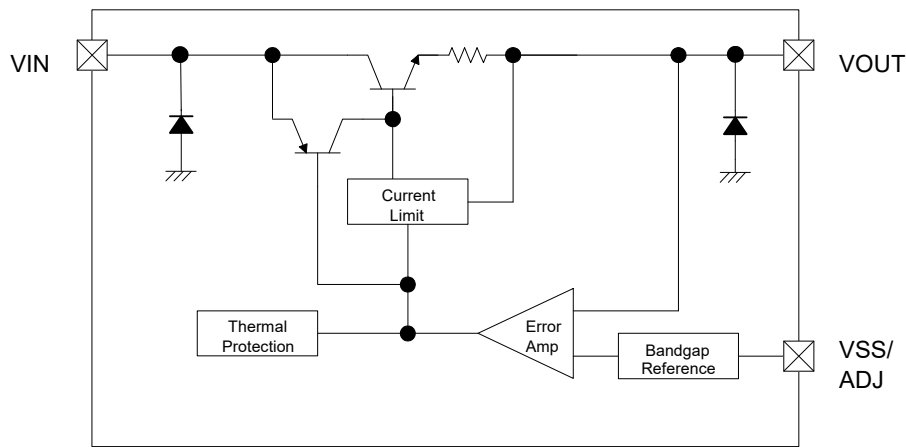 VIN
VOUT
Current
Limit
Thermal
Protection
Error
Amp
Bandgap
Reference
VSS/
ADJ